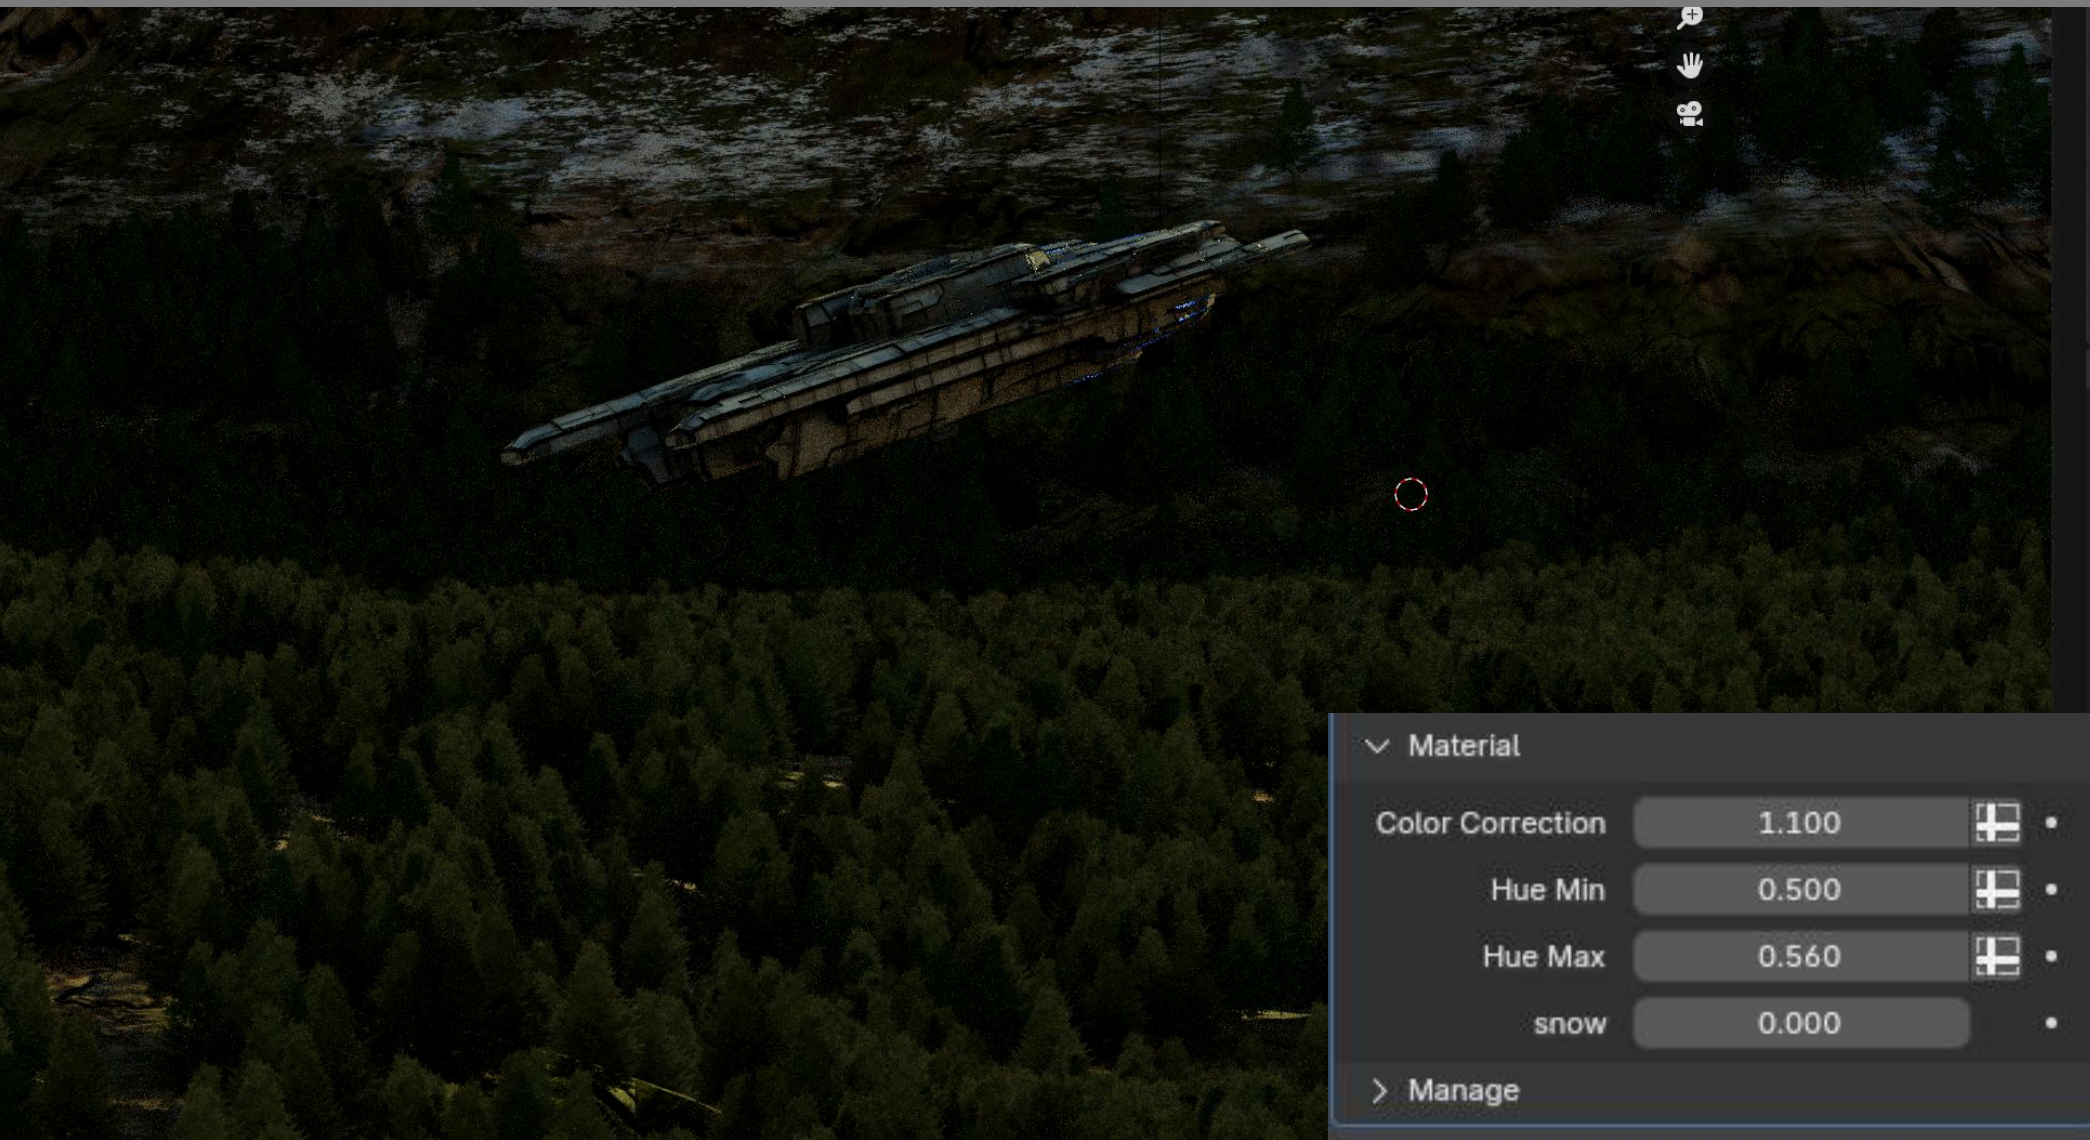 Material
Color Correction 1.100
Hue Min 0.500
Hue Max 0.560
snow 0.000
Manage